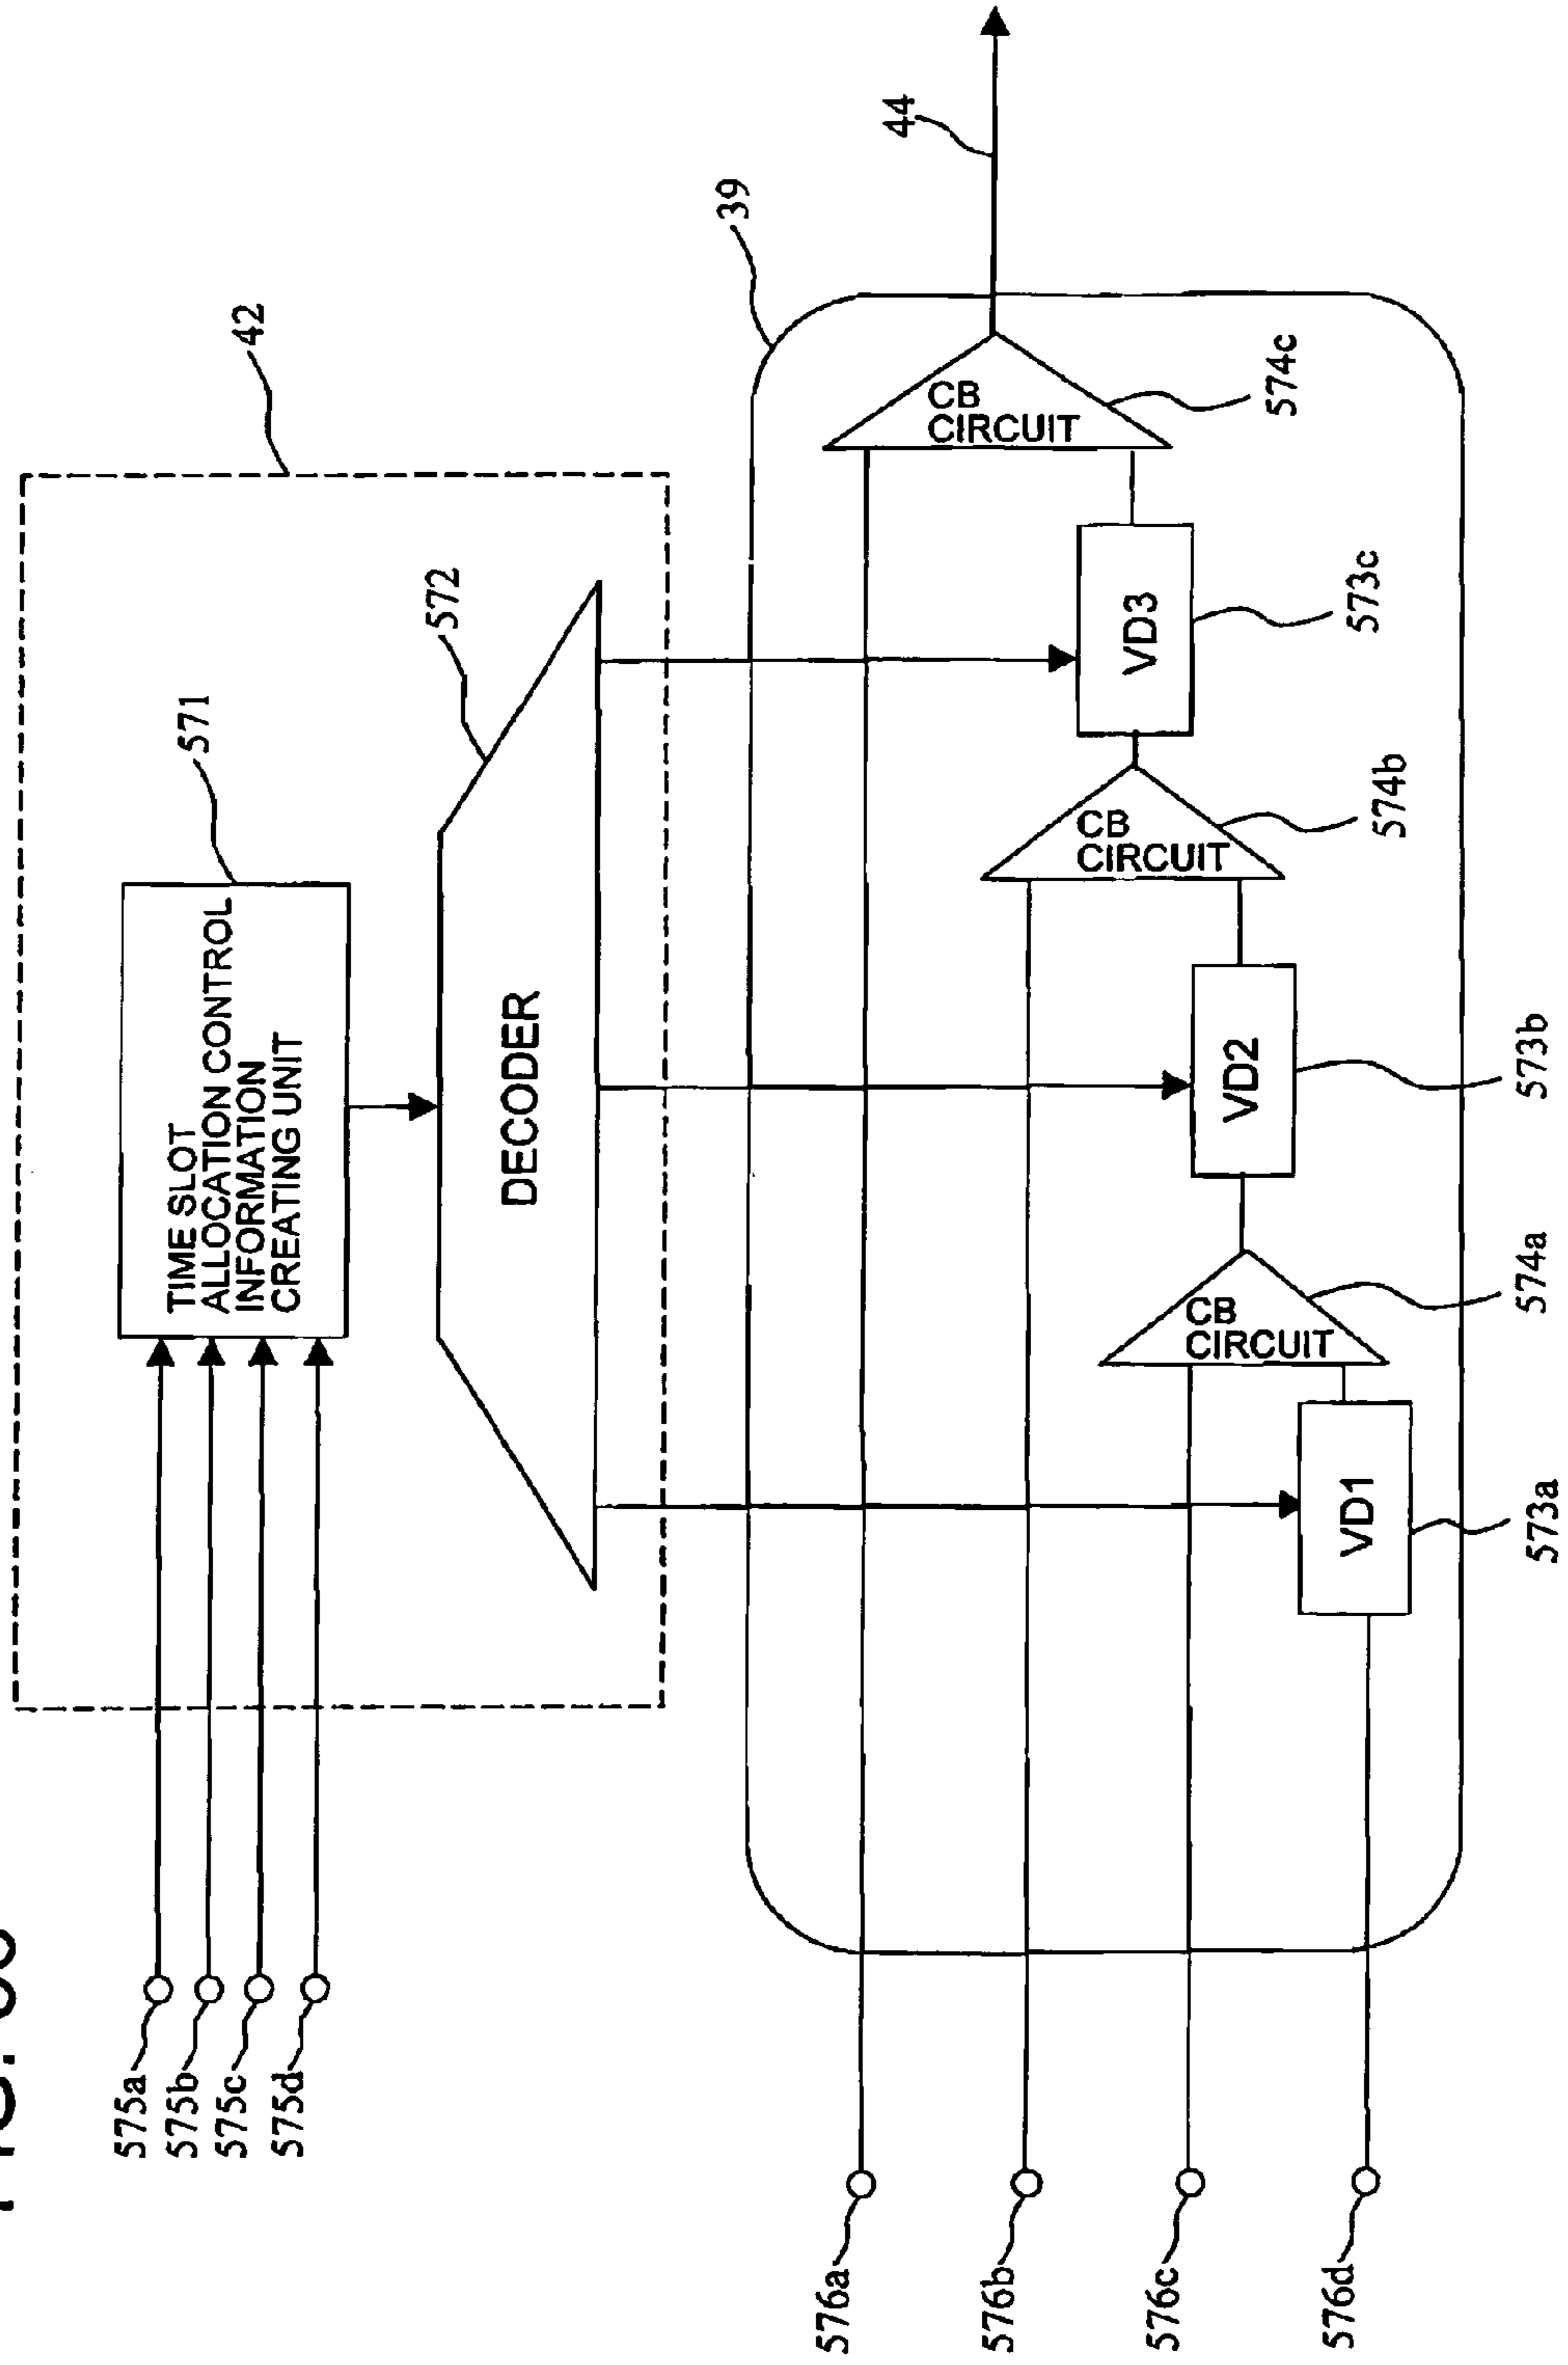 42
571
TIME SLOT
ALLOCATION CONTROL
INFORMATION
CREATING UNIT
575a
575b
575c
575d
572
DECODER
39
44
576a
576b
576c
576d
CB
CIRCUIT
574c
VD3
573c
CB
CIRCUIT
574b
VD2
573b
CB
CIRCUIT
574a
VD1
573a